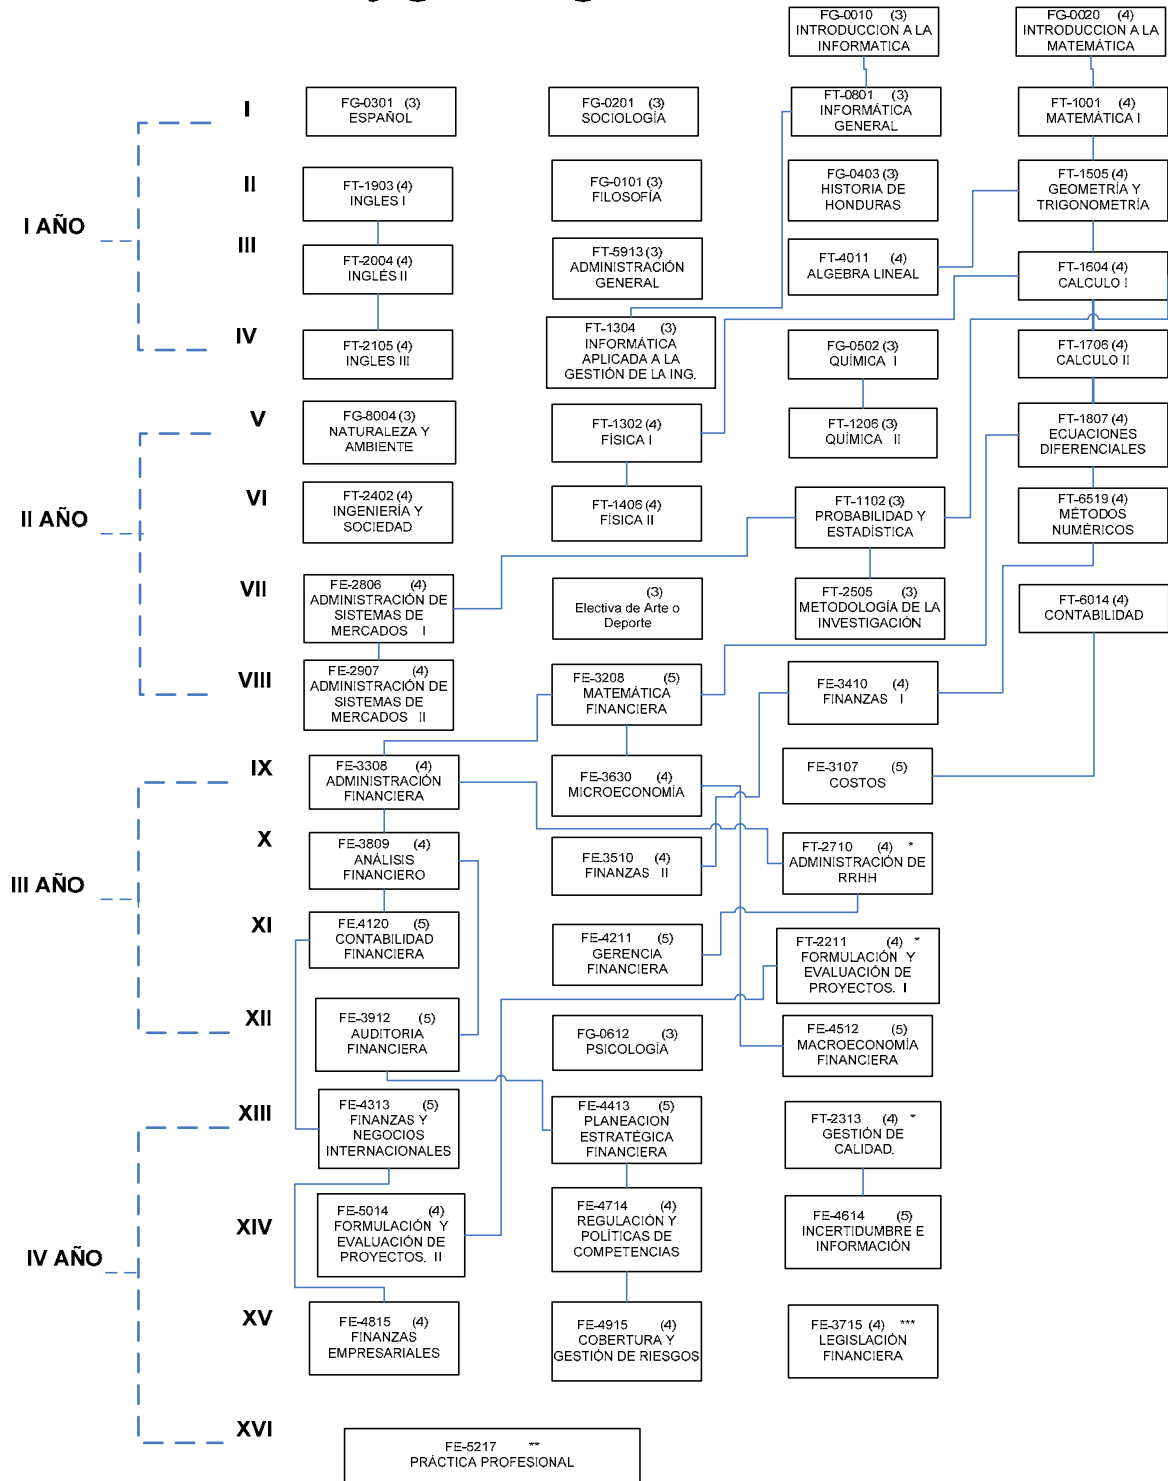 FG-0010 (3)
INTRODUCCION A LA
INFORMATICA
FG-0020 (4)
INTRODUCCION A LA
MATEMÁTICA
I
FG-0301 (3)
ESPAÑOL
FG-0201 (3)
SOCIOLOGÍA
FT-0801 (3)
INFORMÁTICA
GENERAL
FT-1001 (4)
MATEMÁTICA I
I AÑO
II
FT-1903 (4)
INGLES I
FG-0101 (3)
FILOSOFÍA
FG-0403 (3)
HISTORIA DE
HONDURAS
FT-1505 (4)
GEOMETRÍA Y
TRIGONOMETRÍA
III
FT-2004 (4)
INGLÉS II
FT-5913 (3)
ADMINISTRACIÓN
GENERAL
FT-4011 (4)
ALGEBRA LINEAL
FT-1604 (4)
CALCULO I
IV
FT-2105 (4)
INGLES III
FT-1304 (3)
INFORMÁTICA
APLICADA A LA
GESTIÓN DE LA ING.
FG-0502 (3)
QUÍMICA I
FT-1706 (4)
CALCULO II
V
FG-8004 (3)
NATURALEZA Y
AMBIENTE
FT-1302 (4)
FÍSICA I
FT-1206 (3)
QUÍMICA II
FT-1807 (4)
ECUACIONES
DIFERENCIALES
II AÑO
VI
FT-2402 (4)
INGENIERÍA Y
SOCIEDAD
FT-1406 (4)
FÍSICA II
FT-1102 (3)
PROBABILIDAD Y
ESTADÍSTICA
FT-6519 (4)
MÉTODOS
NUMÉRICOS
VII
FE-2806 (4)
ADMINISTRACIÓN DE
SISTEMAS DE
MERCADOS I
(3)
Electiva de Arte o
Deporte
FT-2505 (3)
METODOLOGÍA DE LA
INVESTIGACIÓN
FT-6014 (4)
CONTABILIDAD
VIII
FE-2907 (4)
ADMINISTRACIÓN DE
SISTEMAS DE
MERCADOS II
FE-3208 (5)
MATEMÁTICA
FINANCIERA
FE-3410 (4)
FINANZAS I
IX
FE-3308 (4)
ADMINISTRACIÓN
FINANCIERA
FE-3630 (4)
MICROECONOMÍA
FE-3107 (5)
COSTOS
III AÑO
X
FE-3809 (4)
ANÁLISIS
FINANCIERO
FE.3510 (4)
FINANZAS II
FT-2710 (4) *
ADMINISTRACIÓN DE
RRHH
XI
FE.4120 (5)
CONTABILIDAD
FINANCIERA
FE-4211 (5)
GERENCIA
FINANCIERA
FT-2211 (4) *
FORMULACIÓN Y
EVALUACIÓN DE
PROYECTOS. I
XII
FE-3912 (5)
AUDITORIA
FINANCIERA
FG-0612 (3)
PSICOLOGÍA
FE-4512 (5)
MACROECONOMÍA
FINANCIERA
XIII
FE-4313 (5)
FINANZAS Y
NEGOCIOS
INTERNACIONALES
FE-4413 (5)
PLANEACION
ESTRATÉGICA
FINANCIERA
FT-2313 (4) *
GESTIÓN DE
CALIDAD.
IV AÑO
XIV
FE-5014 (4)
FORMULACIÓN Y
EVALUACIÓN DE
PROYECTOS. II
FE-4714 (4)
REGULACIÓN Y
POLÍTICAS DE
COMPETENCIAS
FE-4614 (5)
INCERTIDUMBRE E
INFORMACIÓN
XV
FE-4815 (4)
FINANZAS
EMPRESARIALES
FE-4915 (4)
COBERTURA Y
GESTIÓN DE RIESGOS
FE-3715 (4) ***
LEGISLACIÓN
FINANCIERA
XVI
FE-5217 **
PRÁCTICA PROFESIONAL